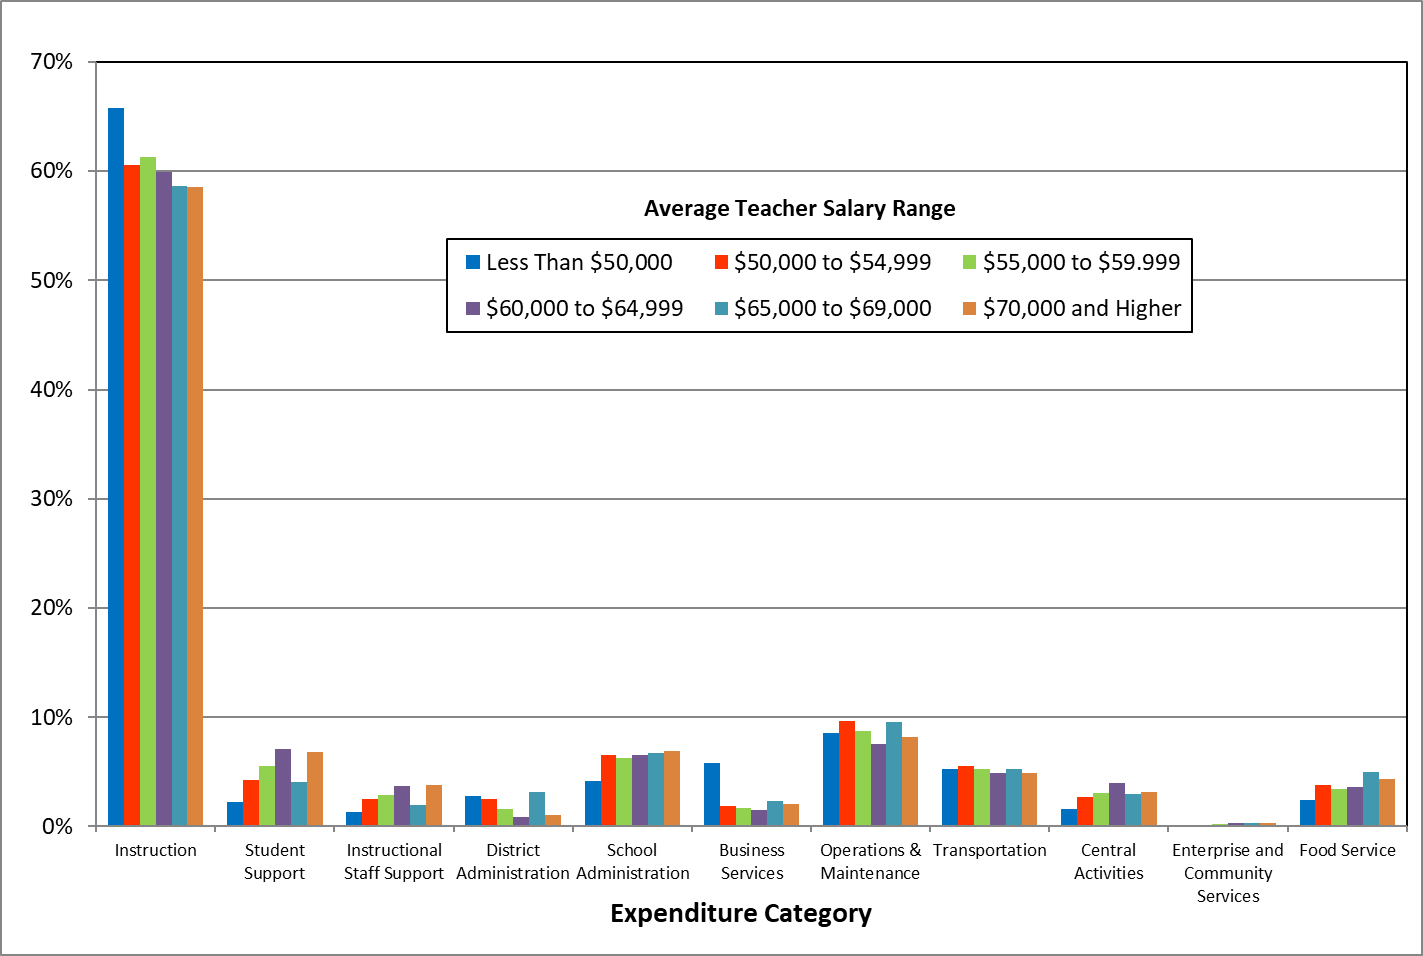 70%
60%
50%
40%
30%
20%
10%
0%
Average Teacher Salary Range
Less Than $50,000
$50,000 to $54,999
$55,000 to $59.999
$60,000 to $64,999
$65,000 to $69,000
$70,000 and Higher
Instruction
Student
Support
Instructional
Staff Support
District
Administration
School
Administration
Business
Services
Operations &
Maintenance
Transportation
Central
Activities
Enterprise and
Community
Services
Food Service
Expenditure Category